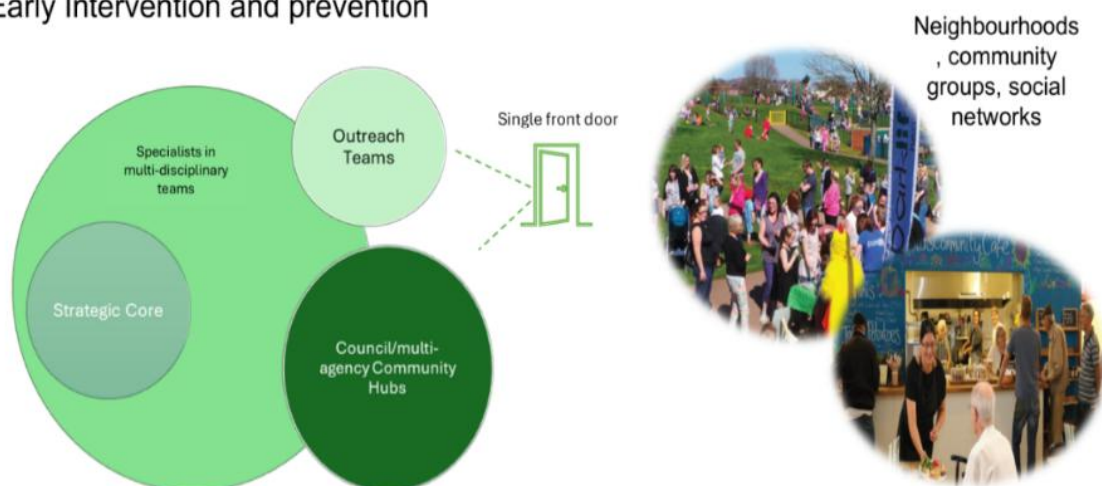 Early Intervention and prevention
Neighbourhoods
, community
groups, social
networks
Single front door
Outreach
Teams
Specialists in
multi-disciplinary
teams
Strategic Core
Council/multi-
agency Community
Hubs